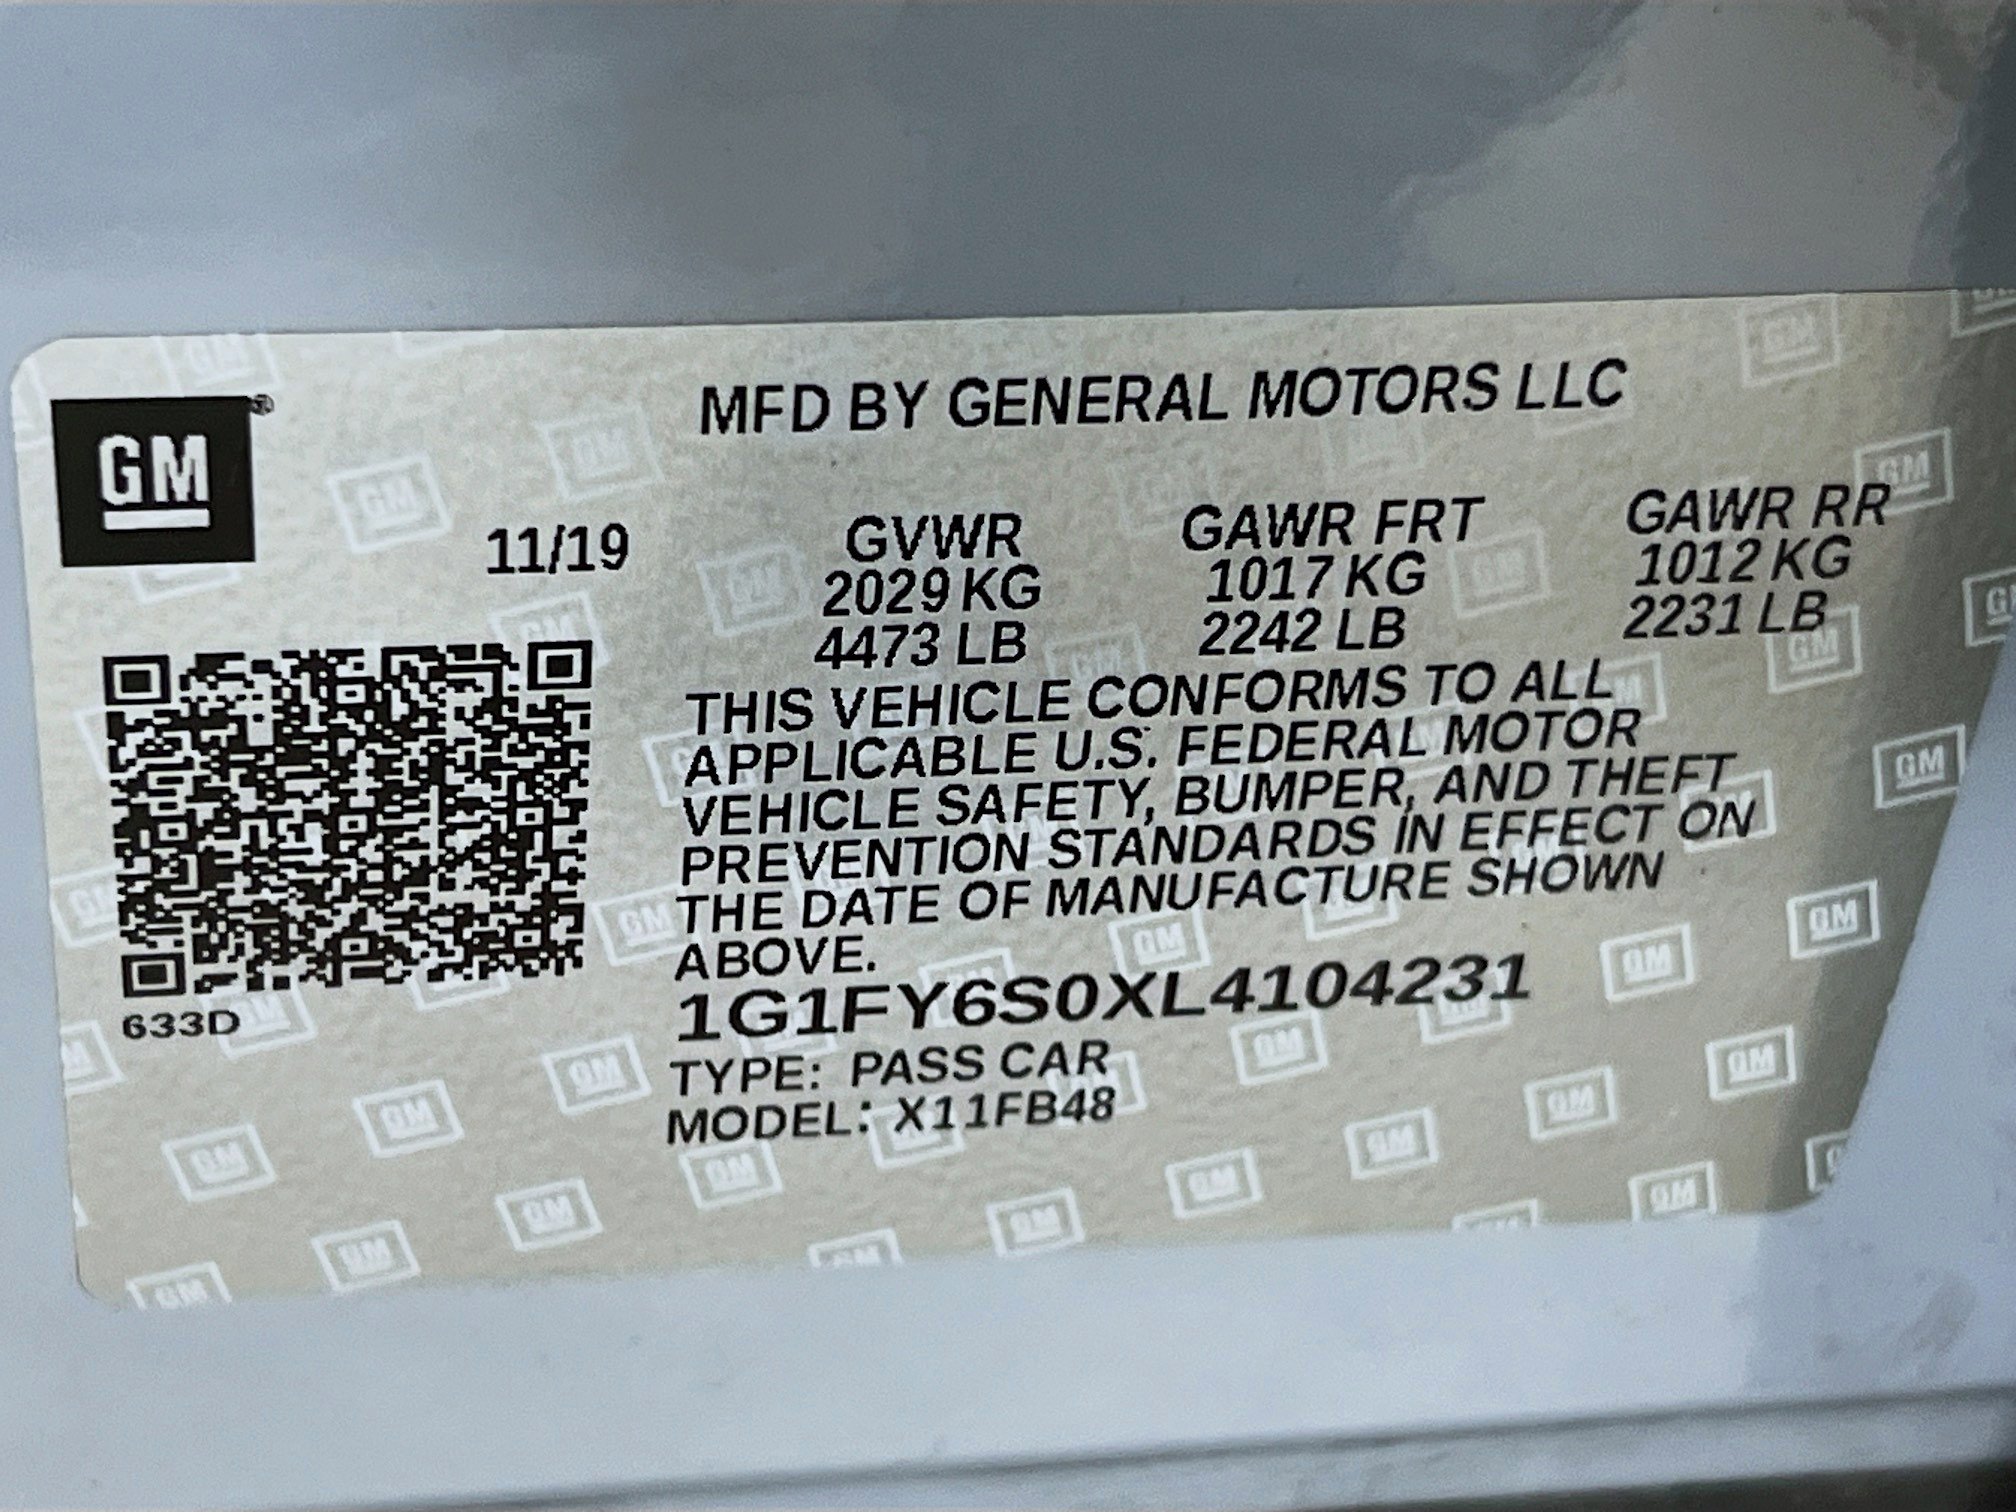 MFD BY GENERAL MOTORS LLC
GM
11/19
GVWR GAWR FRT GAWR RR
2029 KG 1017 KG 1012 KG
4473 LB 2242 LB 2231 LB
THIS VEHICLE CONFORMS TO ALL
APPLICABLE U.S. FEDERAL MOTOR
VEHICLE SAFETY, BUMPER, AND THEFT
PREVENTION STANDARDS IN EFFECT ON
THE DATE OF MANUFACTURE SHOWN
ABOVE.
1G1FY6S0XL4104231
633D
TYPE: PASS CAR
MODEL: X11FB48